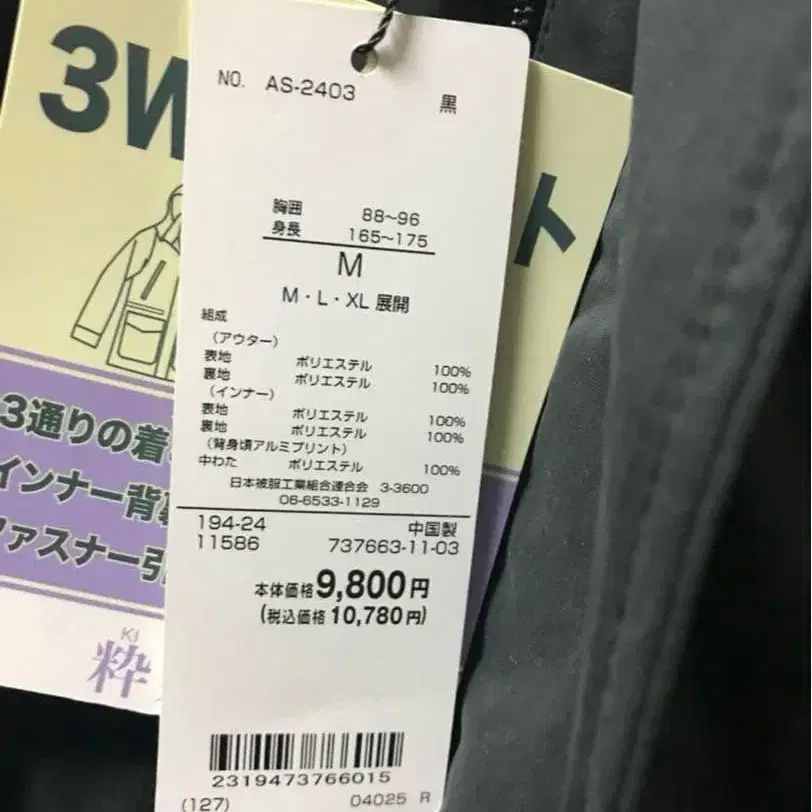 3W
ト
3通りの着
インナー背裏
ファスナー引
KI
粋
NO. AS-2403
黒
胸囲 88~96
身長 165~175
M
M・L・XL 展開
組成
(アウター)
表地 ポリエステル 100%
裏地 ポリエステル 100%
(インナー)
表地 ポリエステル 100%
裏地 ポリエステル 100%
(背身頃アルミプリント)
中わた ポリエステル 100%
日本被服工業組合連合会 3-3600
06-6533-1129
194-24 中国製
11586 737663-11-03
本体価格9,800円
(税込価格10,780円)
2319473766015
(127) 04025 R